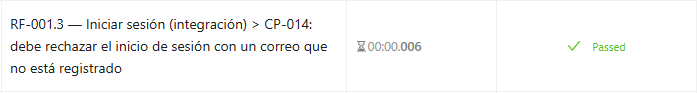 RF-001.3 — Iniciar sesión (integración) > CP-014:
debe rechazar el inicio de sesión con un correo que
no está registrado
00:00.006
Passed